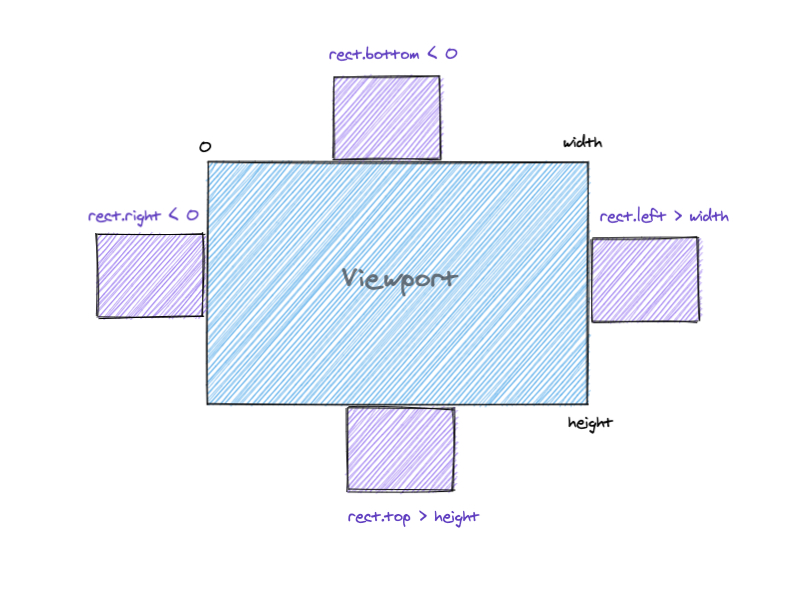 rect.bottom < 0
0
width
rect.right < 0
rect.left > width
Viewport
height
rect.top > height